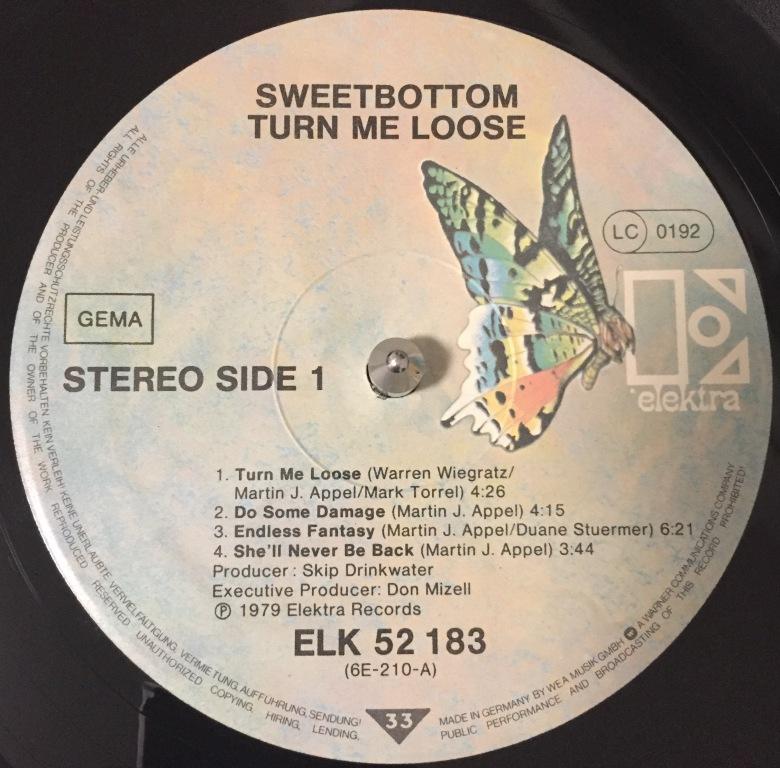 SWEETBOTTOM
TURN ME LOOSE
LC 0192
GEMA
STEREO SIDE 1
elektra
1. Turn Me Loose (Warren Wiegratz/
Martin J. Appel/Mark Torrel) 4:26
2. Do Some Damage (Martin J. Appel) 4:15
3. Endless Fantasy (Martin J. Appel/Duane Stuermer) 6:21
4. She'll Never Be Back (Martin J. Appel) 3:44
Producer: Skip Drinkwater
Executive Producer: Don Mizell
℗ 1979 Elektra Records
ELK 52 183
(6E-210-A)
33
ALLE URHEBER- UND LEISTUNGSSCHUTZRECHTE VORBEHALTEN. KEIN VERLEIH! KEINE UNERLAUBTE VERVIELFÄLTIGUNG, VERMIETUNG, AUFFÜHRUNG, SENDUNG!
ALL RIGHTS OF THE PRODUCER AND OF THE OWNER OF THE WORK REPRODUCED RESERVED. UNAUTHORIZED COPYING, HIRING, LENDING,
MADE IN GERMANY BY WEA MUSIK GMBH A WARNER COMMUNICATIONS COMPANY
PUBLIC PERFORMANCE AND BROADCASTING OF THIS RECORD PROHIBITED!